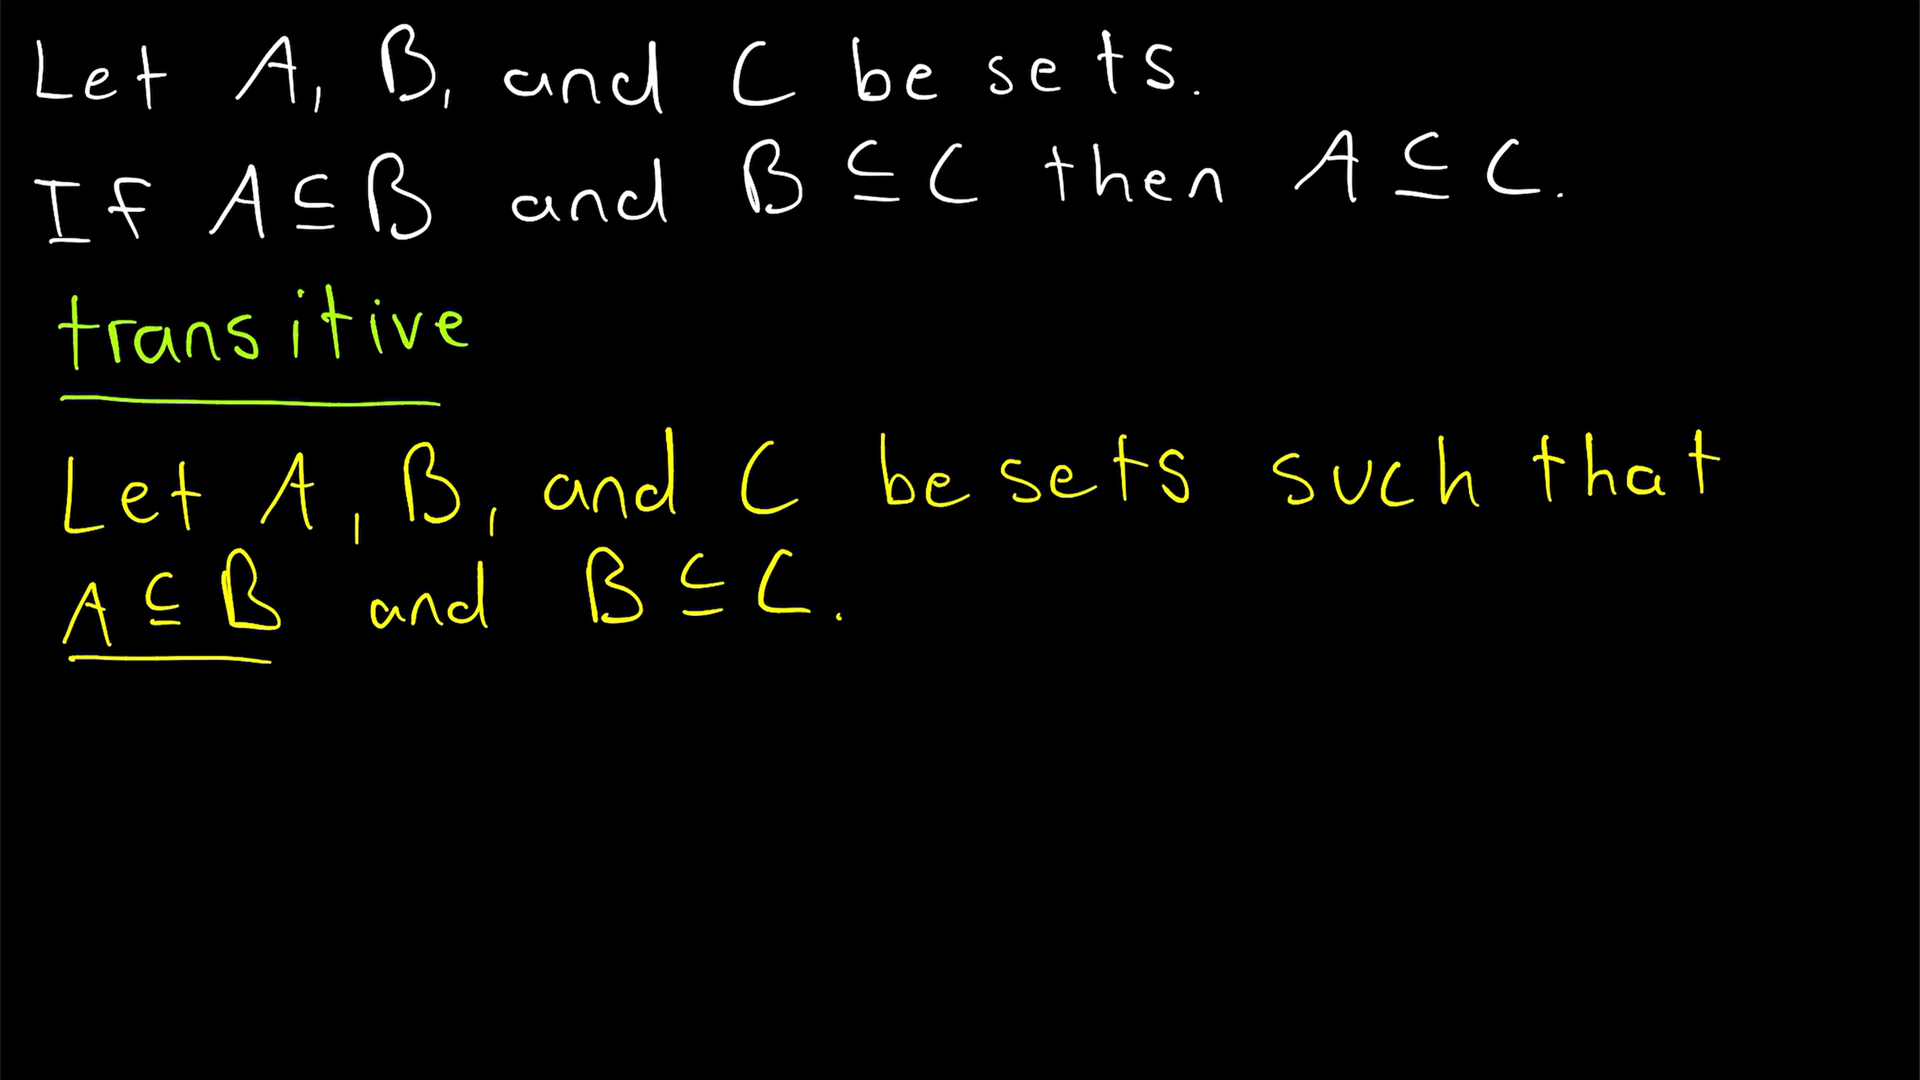 Let A, B, and C be sets.
If A ⊆ B and B ⊆ C then A ⊆ C.
transitive
Let A, B, and C be sets such that
A ⊆ B and B ⊆ C.